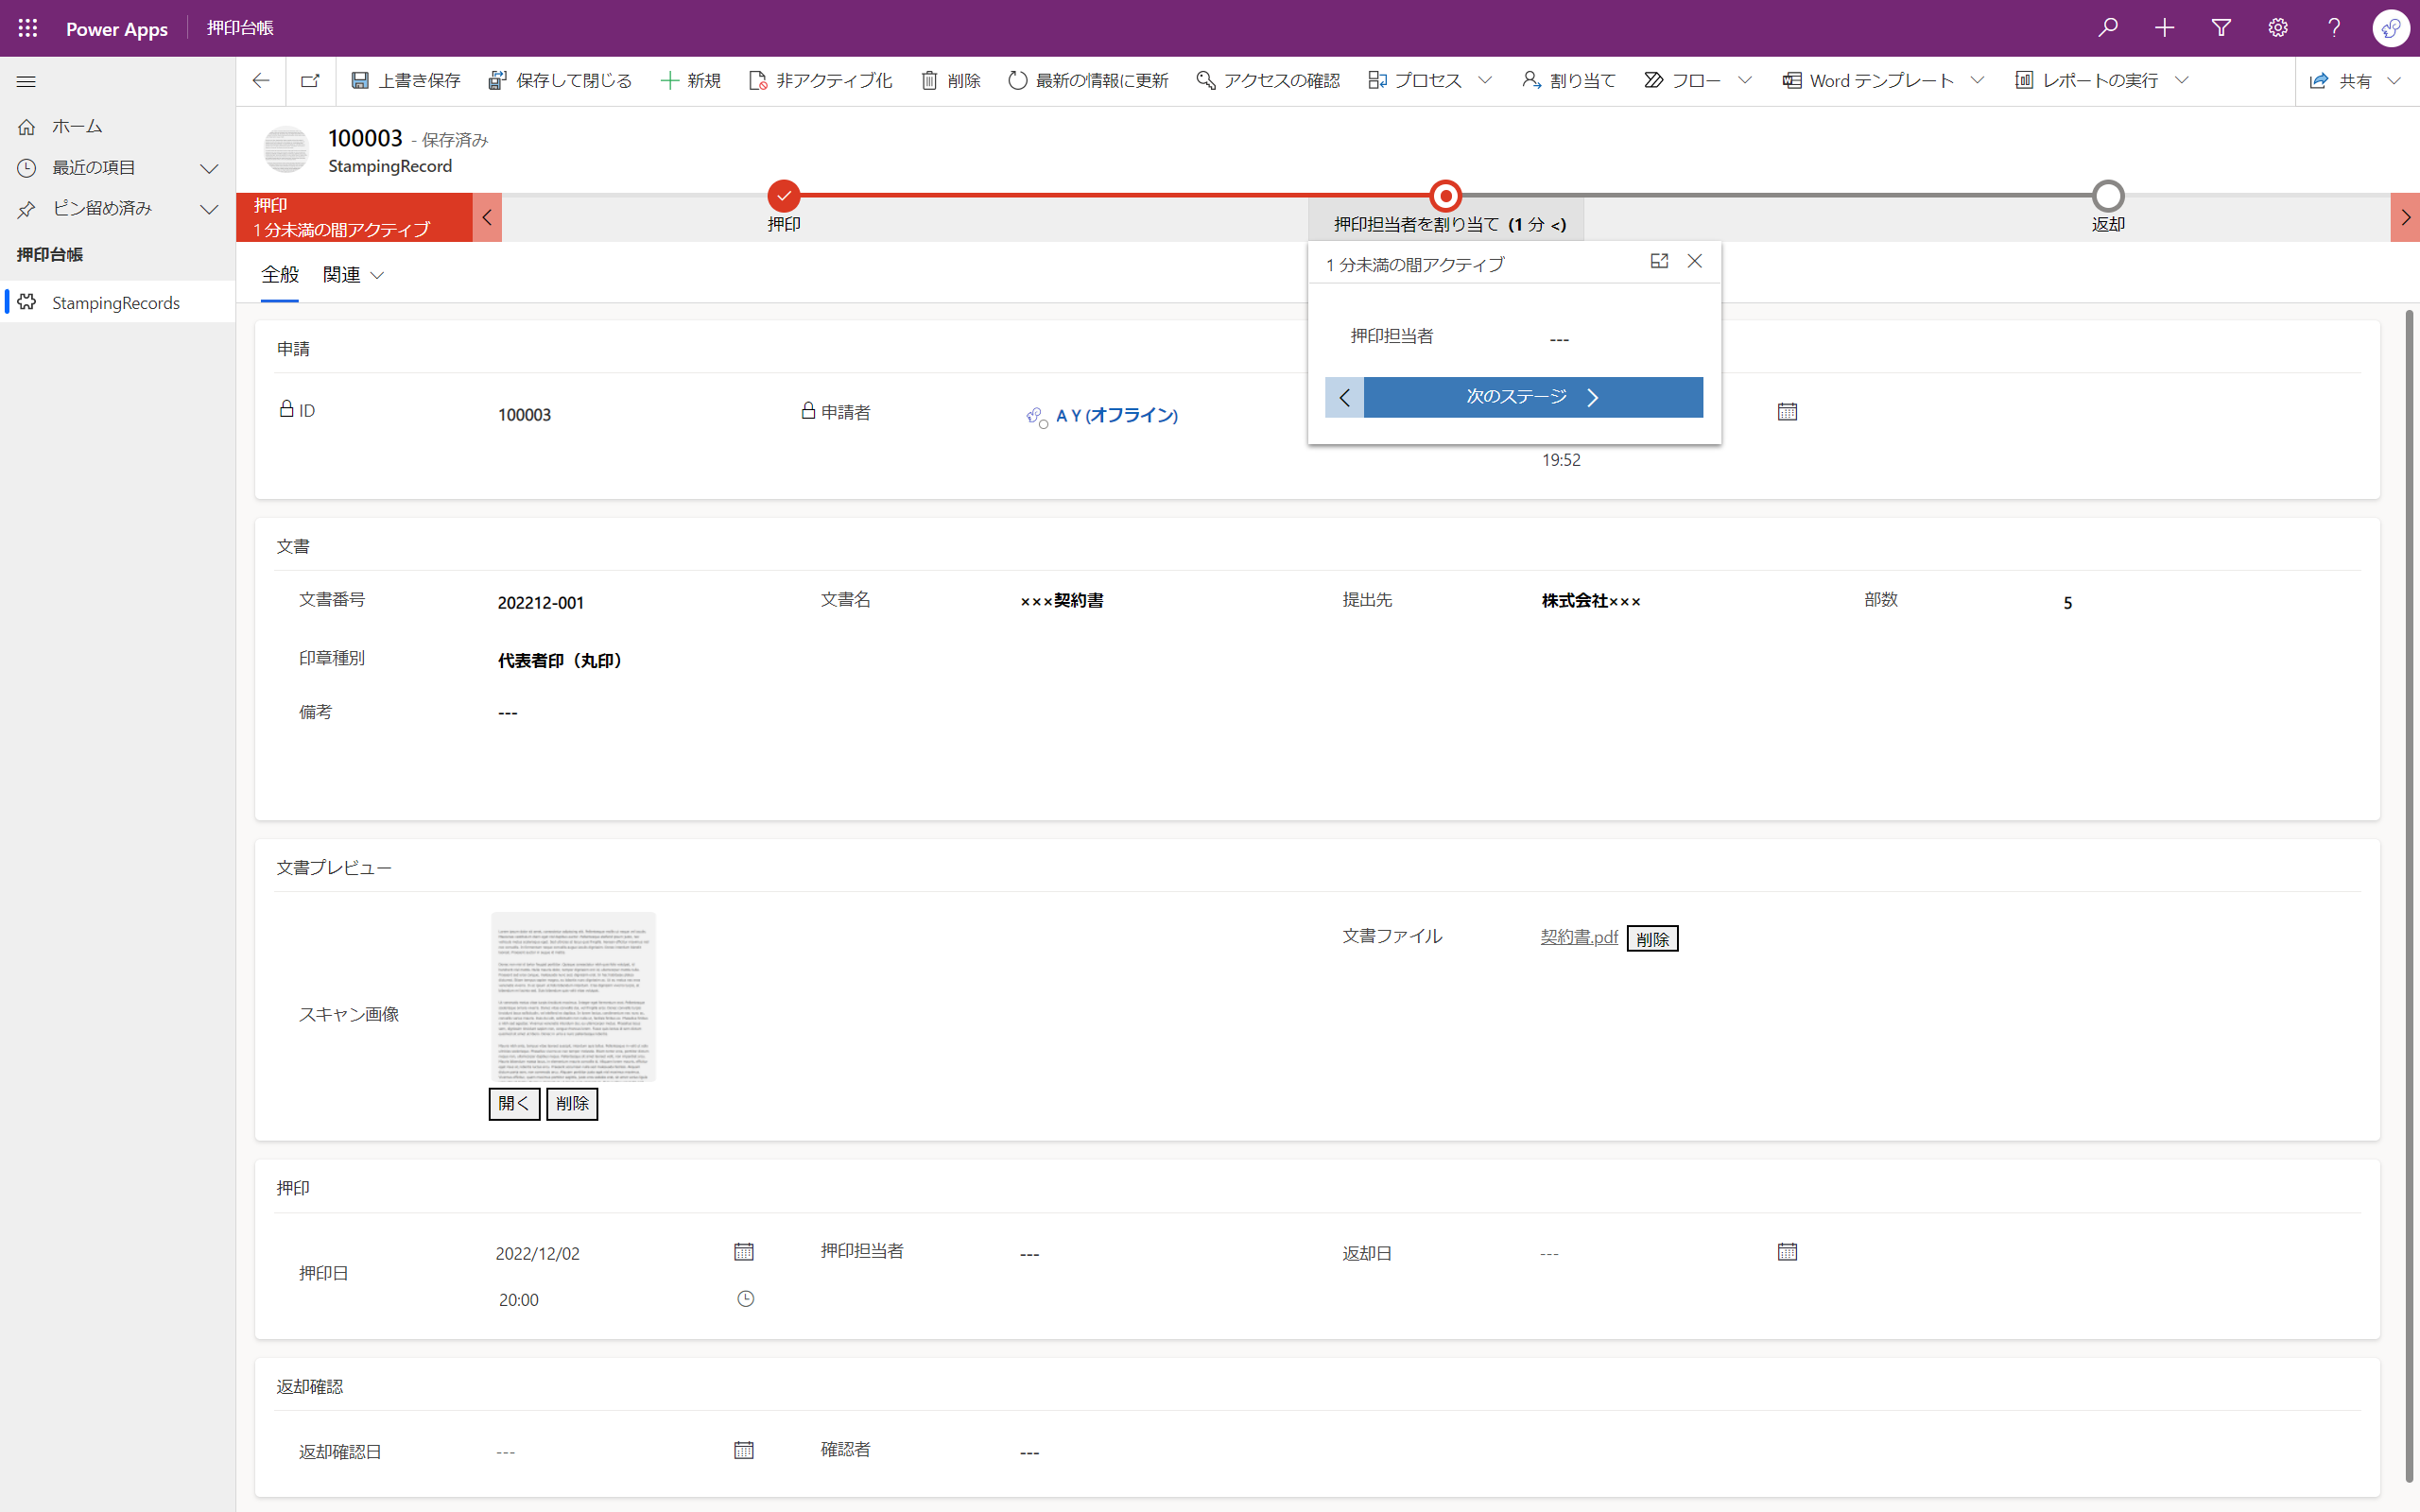 Power Apps 押印台帳
上書き保存 保存して閉じる 新規 非アクティブ化 削除 最新の情報に更新 アクセスの確認 プロセス 割り当て フロー Word テンプレート レポートの実行 共有
ホーム
最近の項目
ピン留め済み
押印台帳
StampingRecords
100003 - 保存済み
StampingRecord
押印
1 分未満の間アクティブ
押印
押印担当者を割り当て (1 分 <)
返却
全般 関連
1 分未満の間アクティブ
押印担当者 ---
次のステージ
申請
ID 100003 申請者 A Y (オフライン)
19:52
文書
文書番号 202212-001 文書名 ×××契約書 提出先 株式会社××× 部数 5
印章種別 代表者印（丸印）
備考 ---
文書プレビュー
スキャン画像
開く 削除
文書ファイル 契約書.pdf 削除
押印
押印日 2022/12/02 押印担当者 --- 返却日 ---
20:00
返却確認
返却確認日 --- 確認者 ---